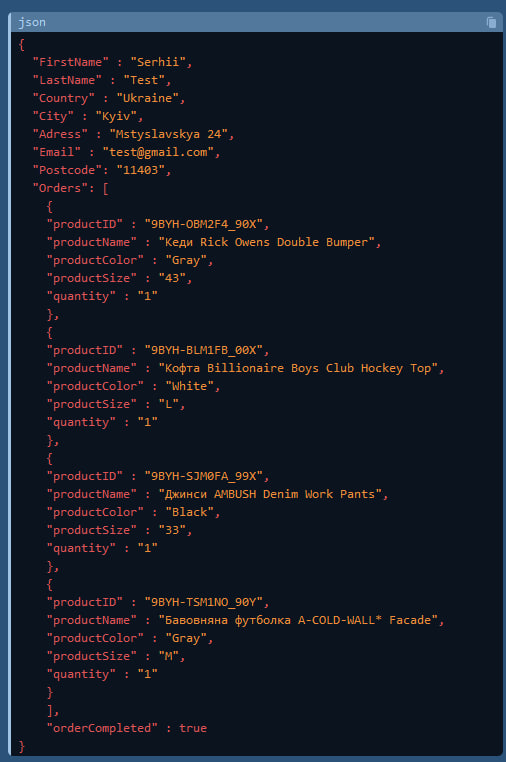 json
{
"FirstName" : "Serhii",
"LastName" : "Test",
"Country" : "Ukraine",
"City" : "Kyiv",
"Adress" : "Mstyslavskya 24",
"Email" : "test@gmail.com",
"Postcode": "11403",
"Orders": [
{
"productID" : "9BYH-OBM2F4_90X",
"productName" : "Кеди Rick Owens Double Bumper",
"productColor" : "Gray",
"productSize" : "43",
"quantity" : "1"
},
{
"productID" : "9BYH-BLM1FB_00X",
"productName" : "Кофта Billionaire Boys Club Hockey Top",
"productColor" : "White",
"productSize" : "L",
"quantity" : "1"
},
{
"productID" : "9BYH-SJM0FA_99X",
"productName" : "Джинси AMBUSH Denim Work Pants",
"productColor" : "Black",
"productSize" : "33",
"quantity" : "1"
},
{
"productID" : "9BYH-TSM1NO_90Y",
"productName" : "Бавовняна футболка A-COLD-WALL* Facade",
"productColor" : "Gray",
"productSize" : "M",
"quantity" : "1"
}
],
"orderCompleted" : true
}